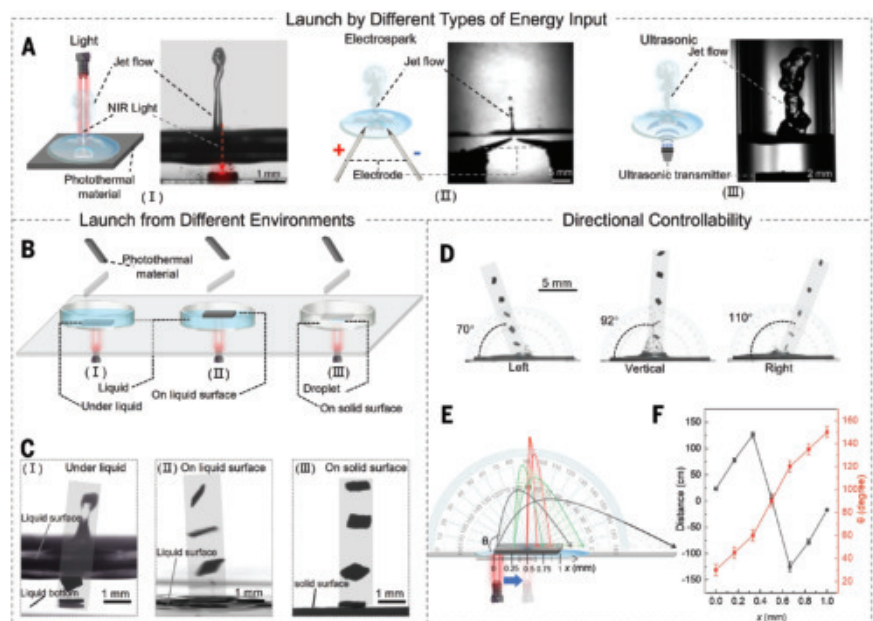 Launch by Different Types of Energy Input
A
Light
Jet flow
NIR Light
Photothermal
material
1 mm
(Ⅰ)
Electrospark
Jet flow
+
-
Electrode
5 mm
(Ⅱ)
Ultrasonic
Jet flow
Ultrasonic transmitter
2 mm
(Ⅲ)
Launch from Different Environments
B
Photothermal
material
(Ⅰ)
(Ⅱ)
(Ⅲ)
Liquid
Under liquid
On liquid surface
Droplet
On solid surface
C
(Ⅰ) Under liquid
Liquid surface
Liquid bottom
1 mm
(Ⅱ) On liquid surface
Liquid surface
1 mm
(Ⅲ) On solid surface
solid surface
1 mm
Directional Controllability
D
5 mm
70°
Left
92°
Vertical
110°
Right
E
θ
0 0.25 0.5 0.75 1 x (mm)
F
Distance (cm)
150
100
50
0
-50
-100
-150
0.0 0.2 0.4 0.6 0.8 1.0
x (mm)
160
140
120
100
80
60
40
20
θ (degree)